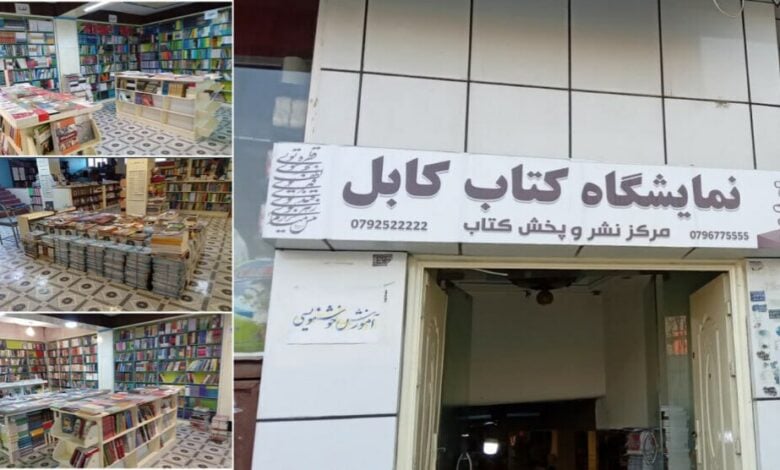 نمایشگاه کتاب کابل
0792522222
مرکز نشر و پخش کتاب
0796775555
آموزش خوشنویسی